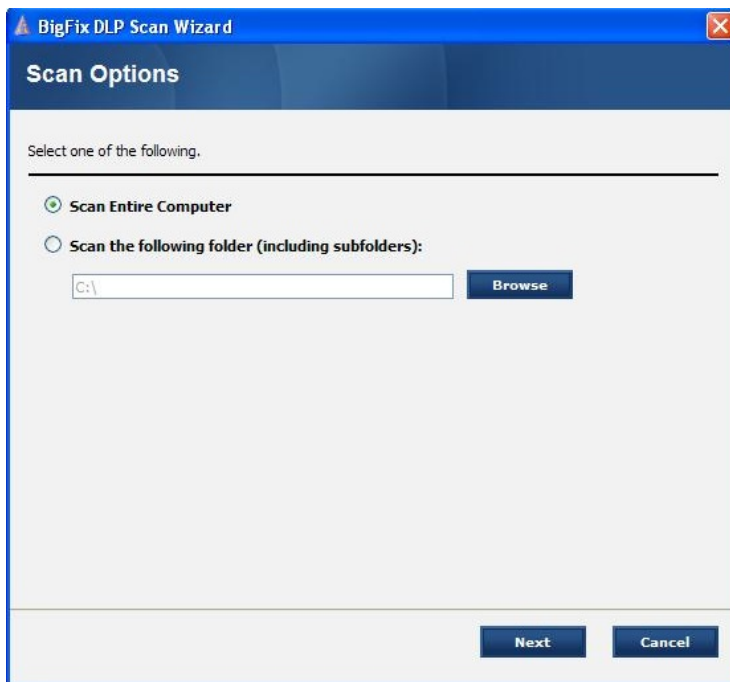 BigFix DLP Scan Wizard
Scan Options
Select one of the following.
Scan Entire Computer
Scan the following folder (including subfolders):
C:\
Browse
Next
Cancel